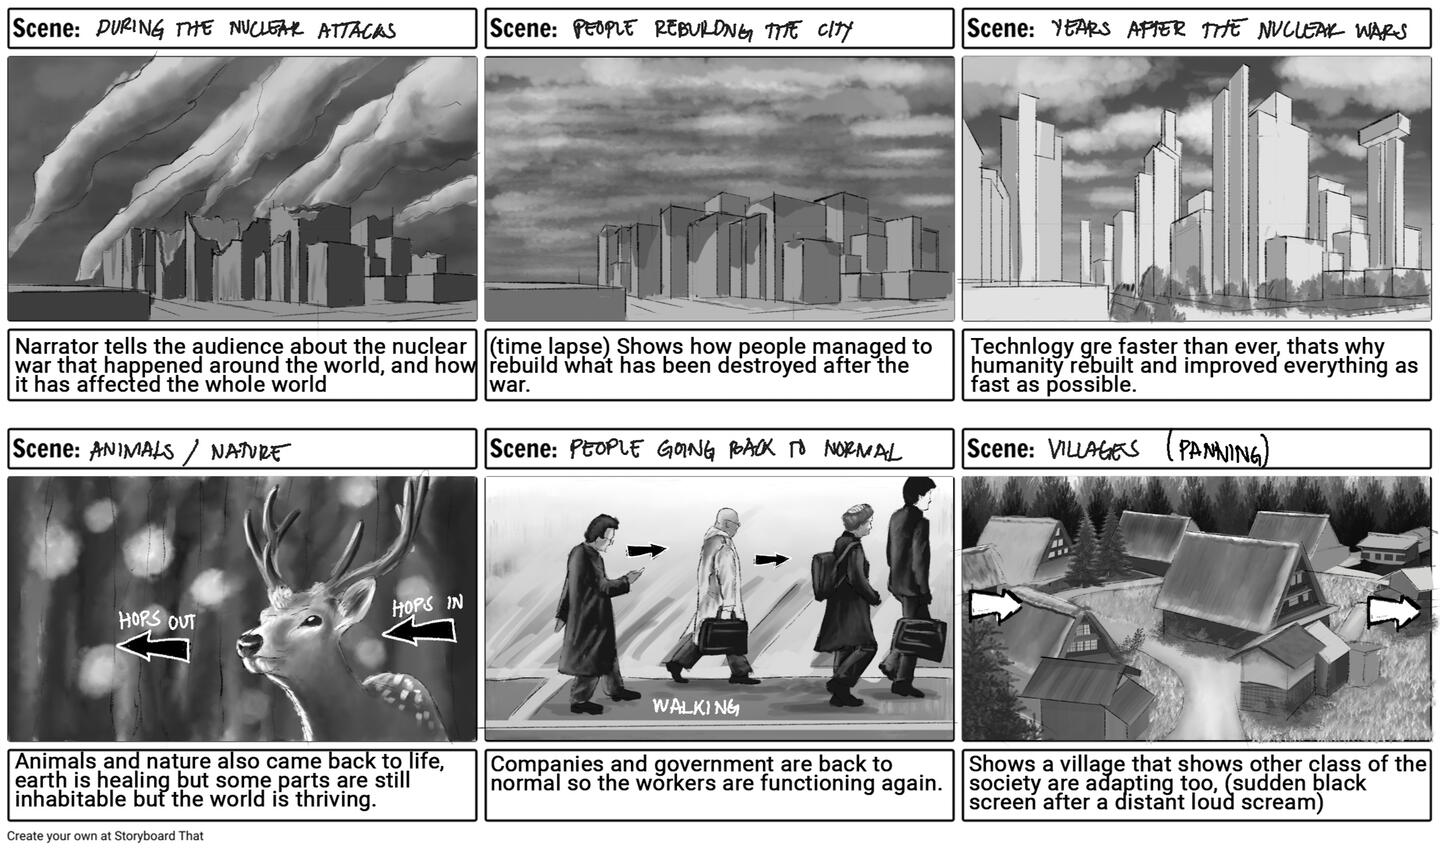 Scene: DURING THE NUCLEAR ATTACKS
Scene: PEOPLE REBUILDNG THE CITY
Scene: YEARS AFTER THE NUCLEAR WARS
Narrator tells the audience about the nuclear
war that happened around the world, and how
it has affected the whole world
(time lapse) Shows how people managed to
rebuild what has been destroyed after the
war.
Technlogy gre faster than ever, thats why
humanity rebuilt and improved everything as
fast as possible.
Scene: ANIMALS / NATURE
HOPS OUT
HOPS IN
Scene: PEOPLE GOING BACK TO NORMAL
WALKING
Scene: VILLAGES (PANNING)
Animals and nature also came back to life,
earth is healing but some parts are still
inhabitable but the world is thriving.
Companies and government are back to
normal so the workers are functioning again.
Shows a village that shows other class of the
society are adapting too, (sudden black
screen after a distant loud scream)
Create your own at Storyboard That